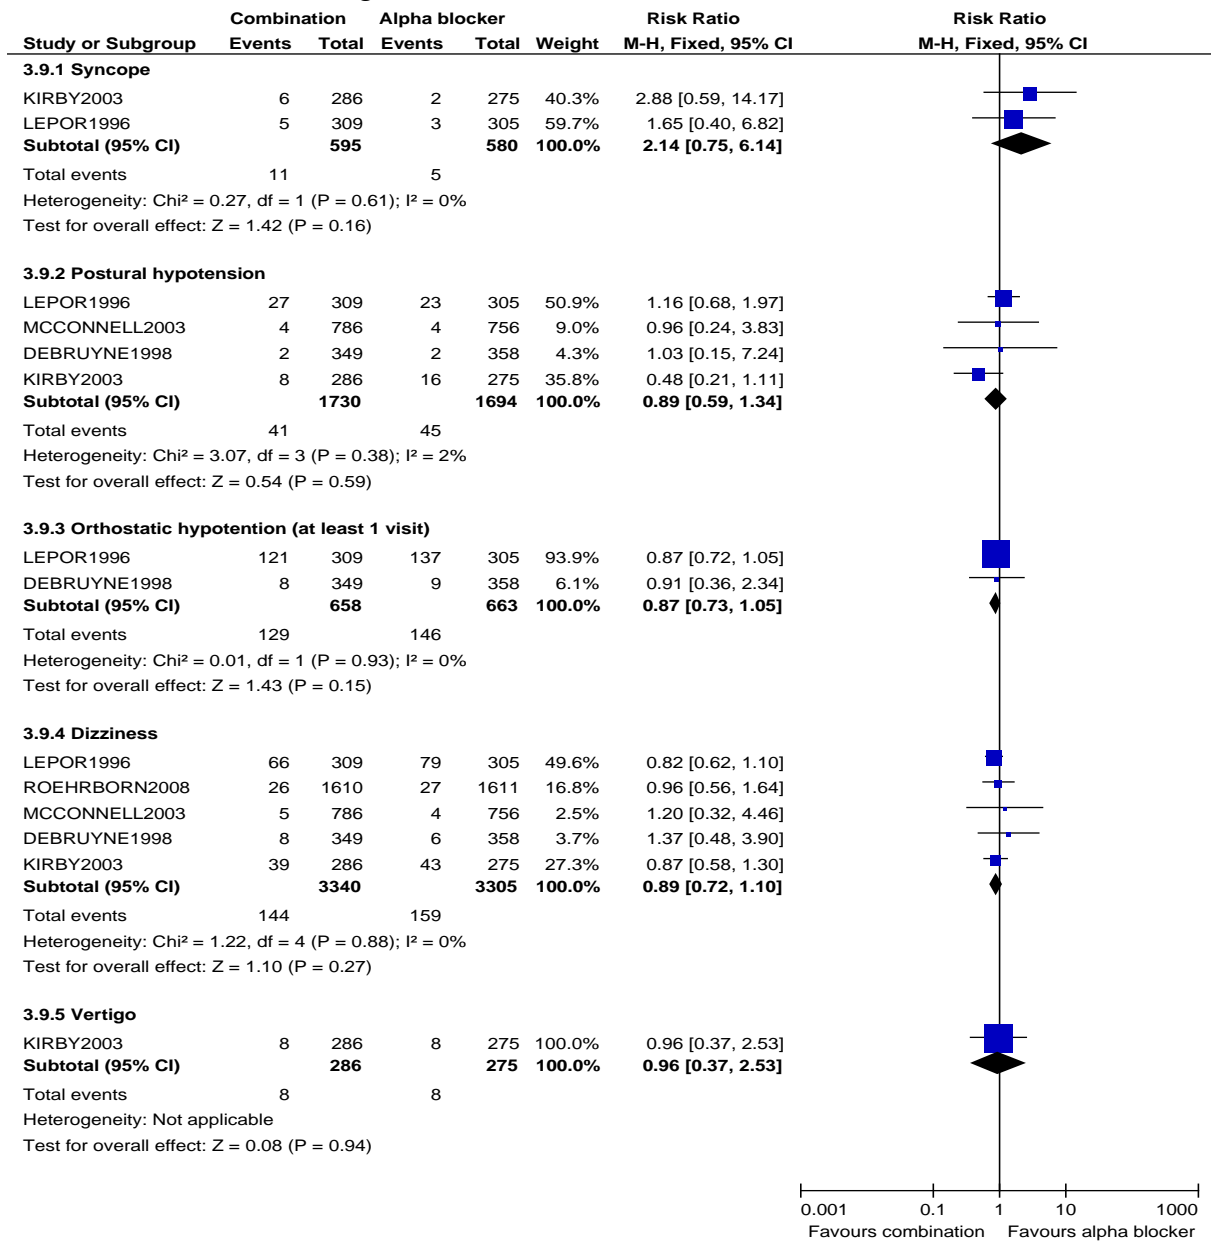 Combination Alpha blocker Risk Ratio Risk Ratio
Study or Subgroup Events Total Events Total Weight M-H, Fixed, 95% CI M-H, Fixed, 95% CI
3.9.1 Syncope
KIRBY2003 6 286 2 275 40.3% 2.88 [0.59, 14.17]
LEPOR1996 5 309 3 305 59.7% 1.65 [0.40, 6.82]
Subtotal (95% CI) 595 580 100.0% 2.14 [0.75, 6.14]
Total events 11 5
Heterogeneity: Chi² = 0.27, df = 1 (P = 0.61); I² = 0%
Test for overall effect: Z = 1.42 (P = 0.16)
3.9.2 Postural hypotension
LEPOR1996 27 309 23 305 50.9% 1.16 [0.68, 1.97]
MCCONNELL2003 4 786 4 756 9.0% 0.96 [0.24, 3.83]
DEBRUYNE1998 2 349 2 358 4.3% 1.03 [0.15, 7.24]
KIRBY2003 8 286 16 275 35.8% 0.48 [0.21, 1.11]
Subtotal (95% CI) 1730 1694 100.0% 0.89 [0.59, 1.34]
Total events 41 45
Heterogeneity: Chi² = 3.07, df = 3 (P = 0.38); I² = 2%
Test for overall effect: Z = 0.54 (P = 0.59)
3.9.3 Orthostatic hypotention (at least 1 visit)
LEPOR1996 121 309 137 305 93.9% 0.87 [0.72, 1.05]
DEBRUYNE1998 8 349 9 358 6.1% 0.91 [0.36, 2.34]
Subtotal (95% CI) 658 663 100.0% 0.87 [0.73, 1.05]
Total events 129 146
Heterogeneity: Chi² = 0.01, df = 1 (P = 0.93); I² = 0%
Test for overall effect: Z = 1.43 (P = 0.15)
3.9.4 Dizziness
LEPOR1996 66 309 79 305 49.6% 0.82 [0.62, 1.10]
ROEHRBORN2008 26 1610 27 1611 16.8% 0.96 [0.56, 1.64]
MCCONNELL2003 5 786 4 756 2.5% 1.20 [0.32, 4.46]
DEBRUYNE1998 8 349 6 358 3.7% 1.37 [0.48, 3.90]
KIRBY2003 39 286 43 275 27.3% 0.87 [0.58, 1.30]
Subtotal (95% CI) 3340 3305 100.0% 0.89 [0.72, 1.10]
Total events 144 159
Heterogeneity: Chi² = 1.22, df = 4 (P = 0.88); I² = 0%
Test for overall effect: Z = 1.10 (P = 0.27)
3.9.5 Vertigo
KIRBY2003 8 286 8 275 100.0% 0.96 [0.37, 2.53]
Subtotal (95% CI) 286 275 100.0% 0.96 [0.37, 2.53]
Total events 8 8
Heterogeneity: Not applicable
Test for overall effect: Z = 0.08 (P = 0.94)
0.001 0.1 1 10 1000
Favours combination Favours alpha blocker